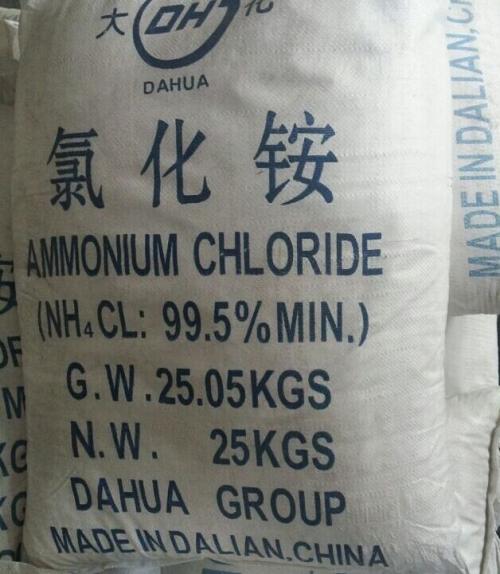 大 DH 化
DAHUA
氯化铵
AMMONIUM CHLORIDE
(NH₄CL: 99.5%MIN.)
G.W.25.05KGS
N.W. 25KGS
DAHUA GROUP
MADE IN DALIAN.CHINA
MADE IN DALIAN.C